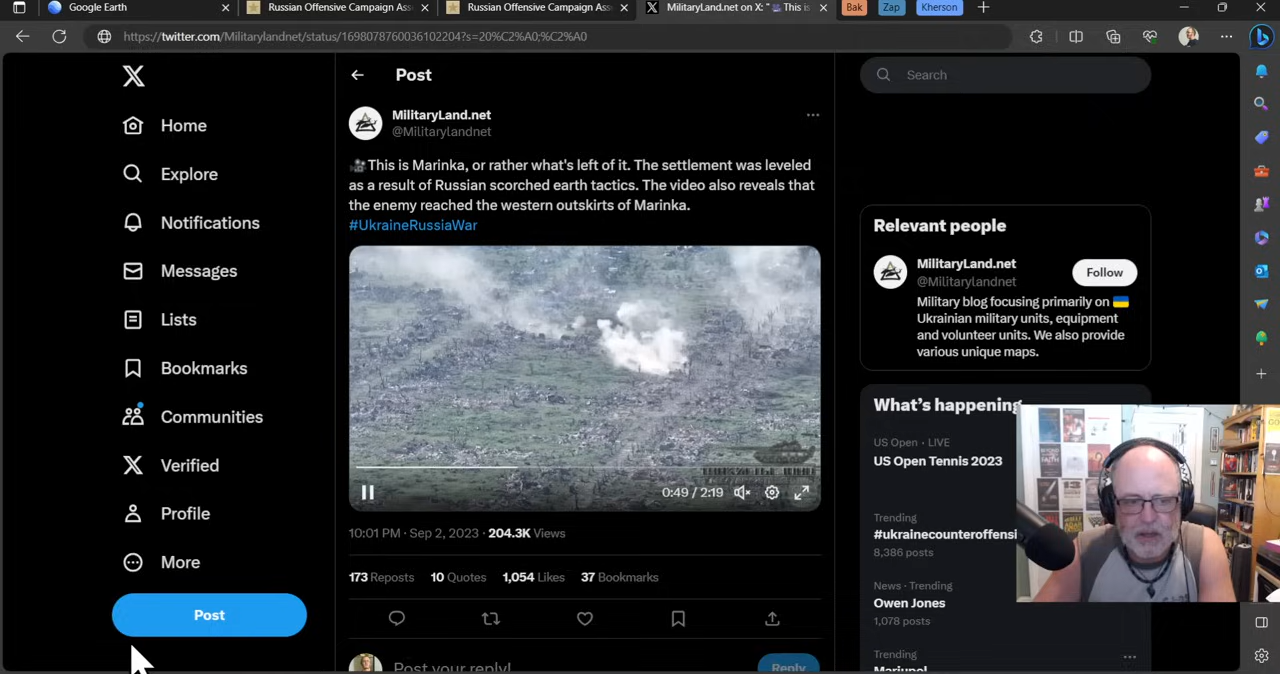 Google Earth
Russian Offensive Campaign Ass
Russian Offensive Campaign Ass
MilitaryLand.net on X: "🎥This is
Bak
Zap
Kherson
https://twitter.com/Militarylandnet/status/1698078760036102204?s=20%C2%A0;%C2%A0
Home
Explore
Notifications
Messages
Lists
Bookmarks
Communities
Verified
Profile
More
Post
Post
MilitaryLand.net
@Militarylandnet
🎥This is Marinka, or rather what's left of it. The settlement was leveled
as a result of Russian scorched earth tactics. The video also reveals that
the enemy reached the western outskirts of Marinka.
#UkraineRussiaWar
0:49 / 2:19
10:01 PM · Sep 2, 2023 · 204.3K Views
173 Reposts 10 Quotes 1,054 Likes 37 Bookmarks
Post your reply!
Reply
Search
Relevant people
MilitaryLand.net
@Militarylandnet
Follow
Military blog focusing primarily on 🇺🇦
Ukrainian military units, equipment
and volunteer units. We also provide
various unique maps.
What's happening
US Open · LIVE
US Open Tennis 2023
Trending
#ukrainecounteroffensi
8,386 posts
News · Trending
Owen Jones
1,078 posts
Trending
Mariupol